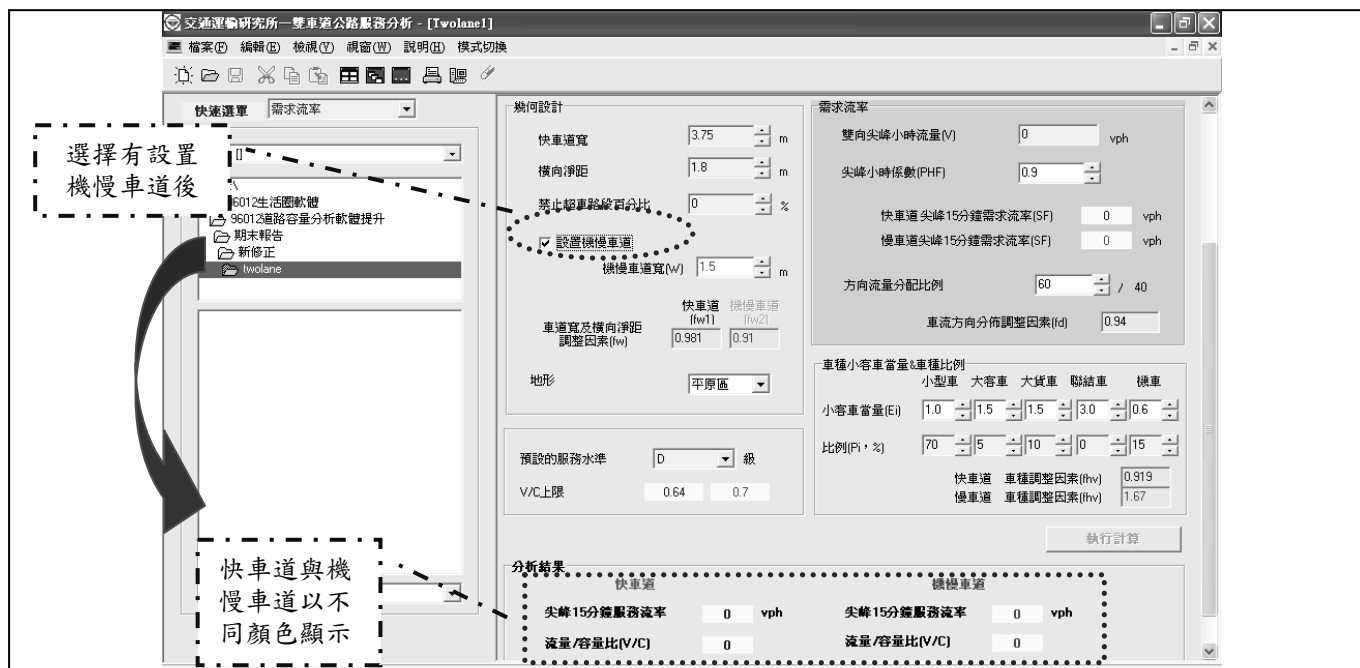 交通運輸研究所—雙車道公路服務分析 - [Twolane1]
檔案(F) 編輯(E) 檢視(V) 視窗(W) 說明(H) 模式切換
快速選單 需求流率
選擇有設置
機慢車道後
[]
96012生活圈軟體
96012道路容量分析軟體提升
期末報告
新修正
twolane
快車道與機
慢車道以不
同顏色顯示
幾何設計
快車道寬 3.75 m
橫向淨距 1.8 m
禁止超車路段百分比 0 %
設置機慢車道
機慢車道寬(W) 1.5 m
快車道 機慢車道
(fw1) (fw2)
車道寬及橫向淨距
調整因素(fw) 0.981 0.91
地形 平原區
預設的服務水準 D 級
V/C上限 0.64 0.7
需求流率
雙向尖峰小時流量(V) 0 vph
尖峰小時係數(PHF) 0.9
快車道尖峰15分鐘需求流率(SF) 0 vph
慢車道尖峰15分鐘需求流率(SF) 0 vph
方向流量分配比例 60 / 40
車流方向分佈調整因素(fd) 0.94
車種小客車當量&車種比例
小型車 大客車 大貨車 聯結車 機車
小客車當量(Ei) 1.0 1.5 1.5 3.0 0.6
比例(Pi,%) 70 5 10 0 15
快車道 車種調整因素(fhv) 0.919
慢車道 車種調整因素(fhv) 1.67
執行計算
分析結果
快車道 機慢車道
尖峰15分鐘服務流率 0 vph 尖峰15分鐘服務流率 0 vph
流量/容量比(V/C) 0 流量/容量比(V/C) 0